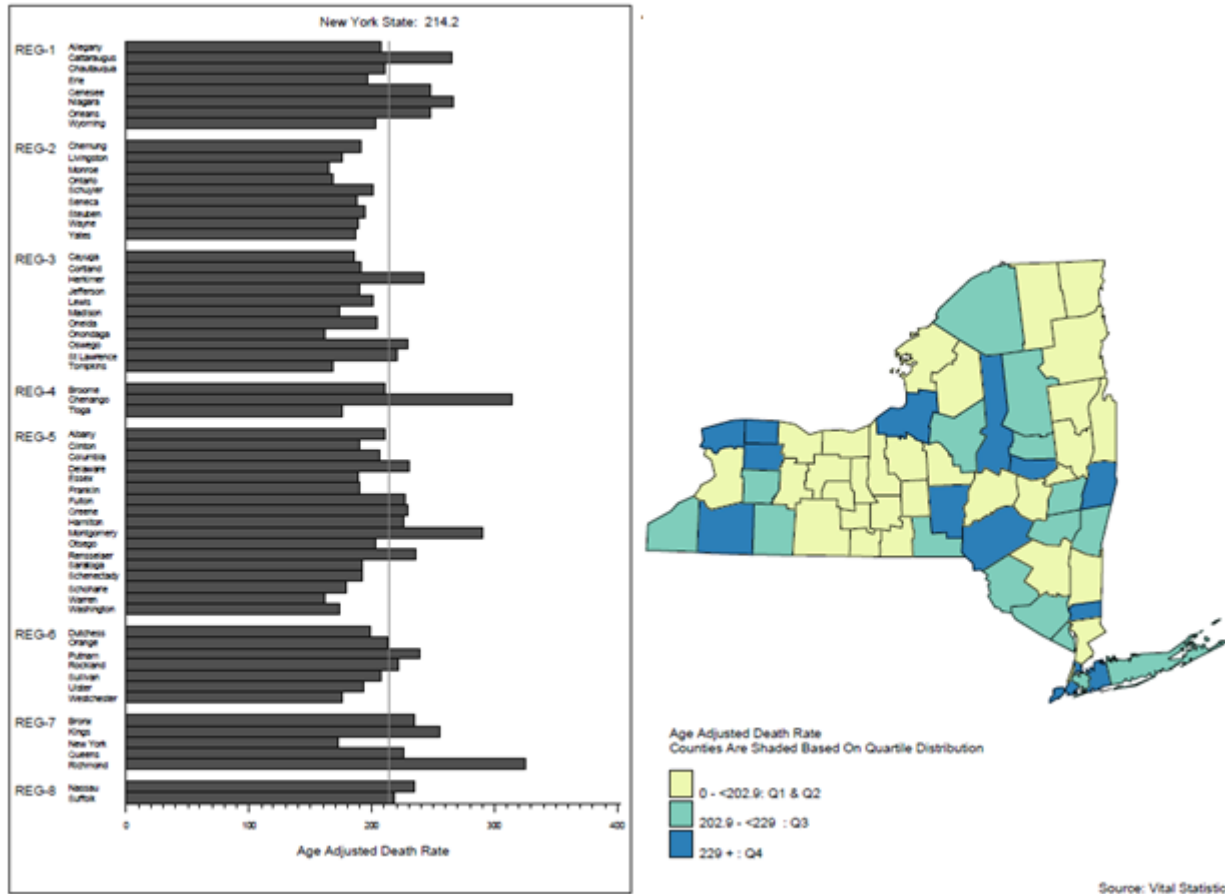 New York State: 214.2
REG-1
Allegany
Cattaraugus
Chautauqua
Erie
Genesee
Niagara
Orleans
Wyoming
REG-2
Chemung
Livingston
Monroe
Ontario
Schuyler
Seneca
Steuben
Wayne
Yates
REG-3
Cayuga
Cortland
Herkimer
Jefferson
Lewis
Madison
Oneida
Onondaga
Oswego
St Lawrence
Tompkins
REG-4
Broome
Chenango
Tioga
REG-5
Albany
Clinton
Columbia
Delaware
Essex
Franklin
Fulton
Greene
Hamilton
Montgomery
Otsego
Rensselaer
Saratoga
Schenectady
Schoharie
Warren
Washington
REG-6
Dutchess
Orange
Putnam
Rockland
Sullivan
Ulster
Westchester
REG-7
Bronx
Kings
New York
Queens
Richmond
REG-8
Nassau
Suffolk
0 100 200 300 400
Age Adjusted Death Rate
Age Adjusted Death Rate
Counties Are Shaded Based On Quartile Distribution
0 - <202.9: Q1 & Q2
202.9 - <229 : Q3
229 + : Q4
Source: Vital Statistic